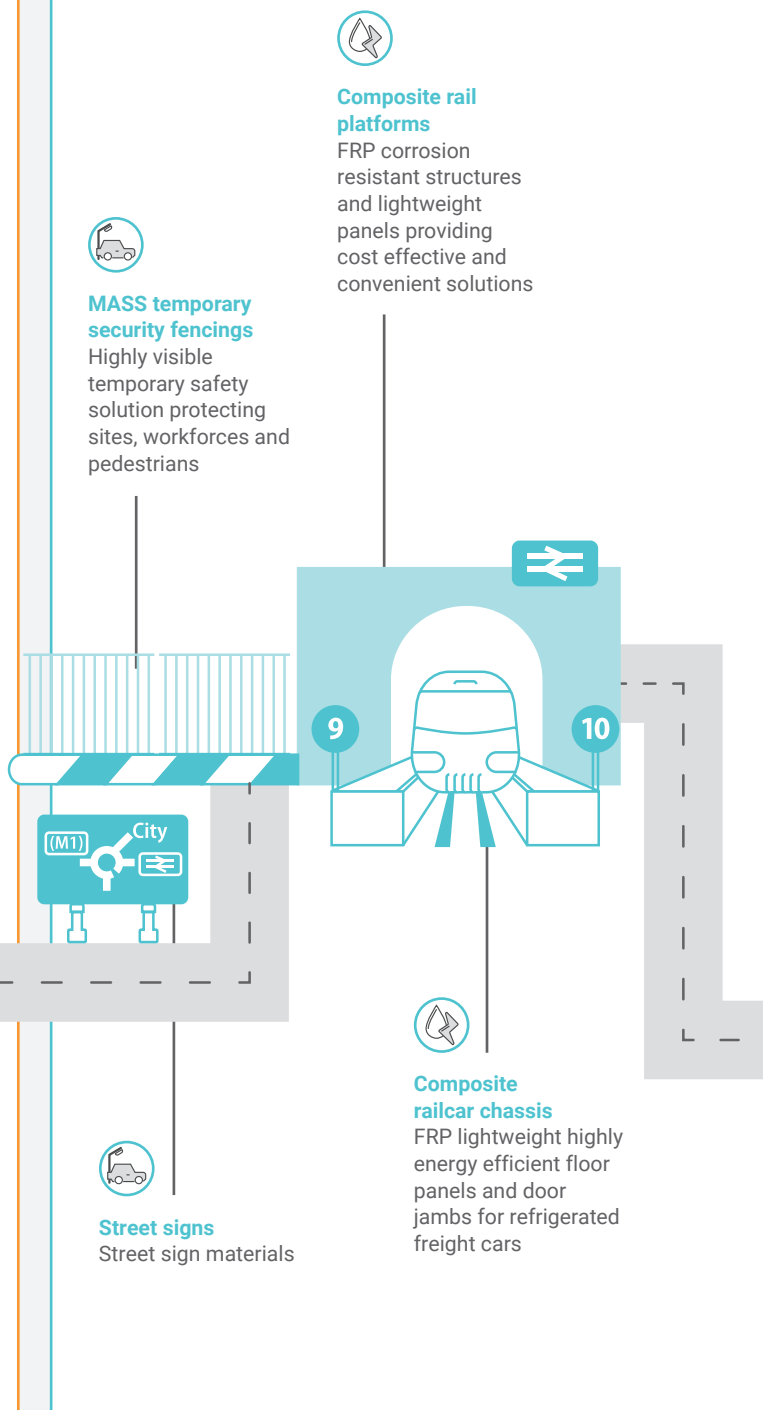 Composite rail
platforms
FRP corrosion
resistant structures
and lightweight
panels providing
cost effective and
convenient solutions
MASS temporary
security fencings
Highly visible
temporary safety
solution protecting
sites, workforces and
pedestrians
9
10
City
(M1)
Composite
railcar chassis
FRP lightweight highly
energy efficient floor
panels and door
jambs for refrigerated
freight cars
Street signs
Street sign materials